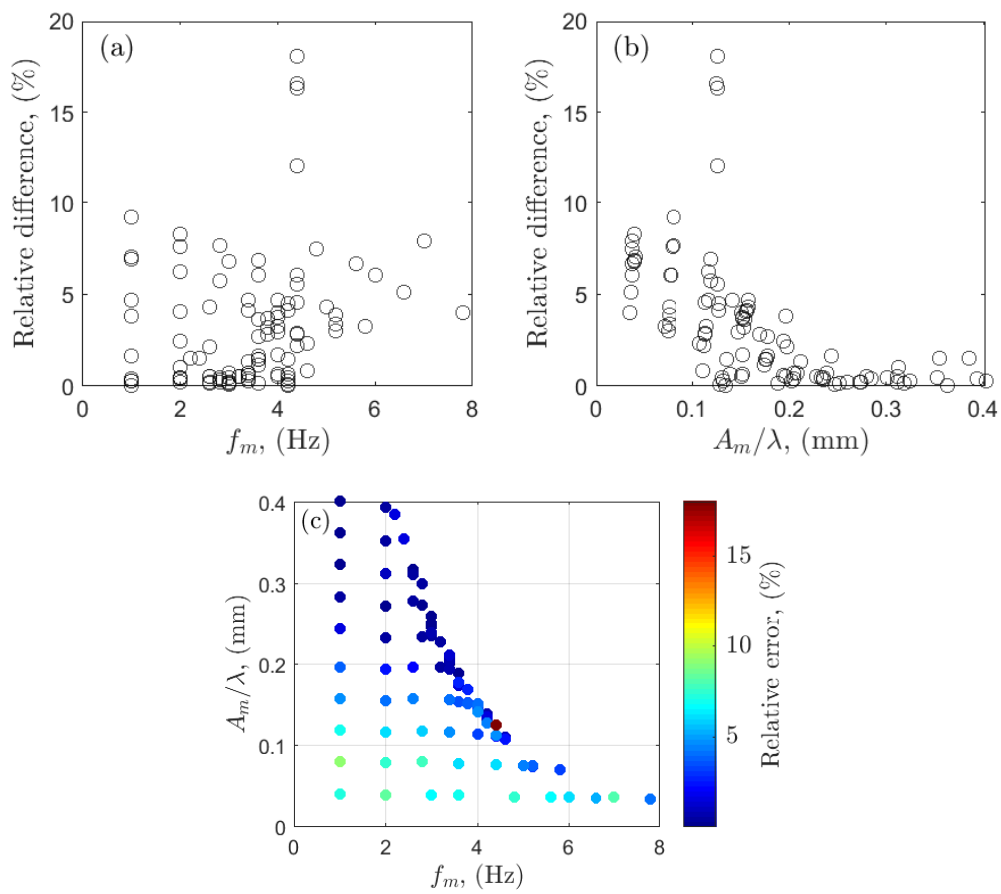 (a)
Relative difference, (%)
20
15
10
5
0
0 2 4 6 8
f_m, (Hz)
(b)
Relative difference, (%)
20
15
10
5
0
0 0.1 0.2 0.3 0.4
A_m/λ, (mm)
(c)
A_m/λ, (mm)
0.4
0.3
0.2
0.1
0
0 2 4 6 8
f_m, (Hz)
15
10
5
Relative error, (%)